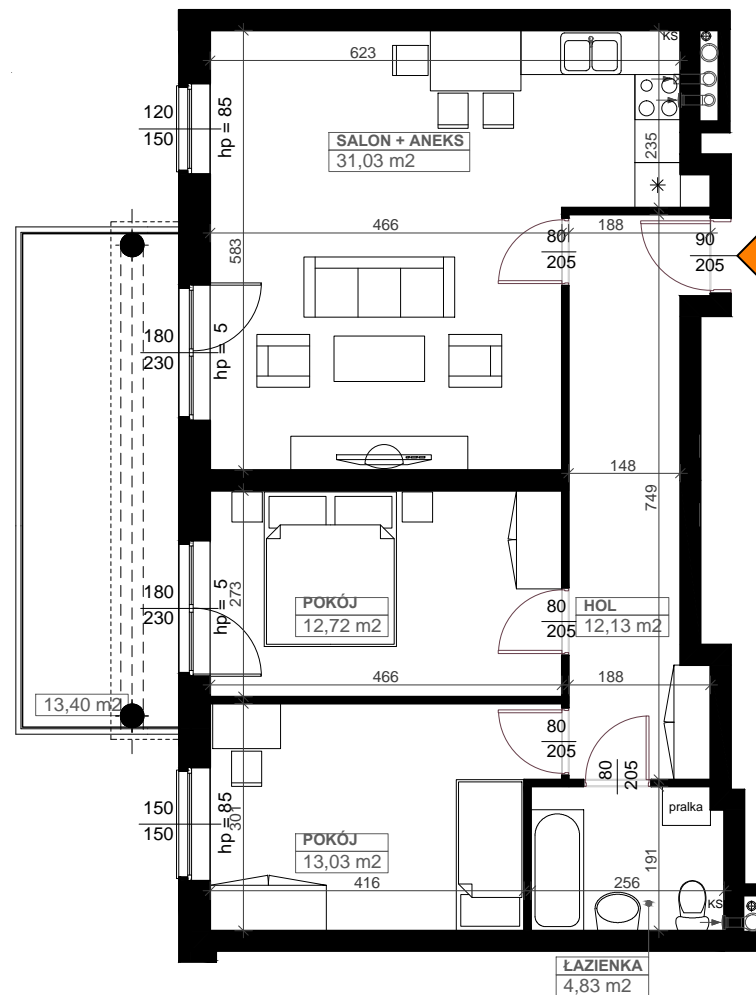 KS
623
120
150
hp = 85
SALON + ANEKS
31,03 m2
235
466
188
80
205
90
205
583
180
230
hp = 5
148
749
180
230
hp = 5
273
POKÓJ
12,72 m2
80
205
HOL
12,13 m2
466
188
13,40 m2
80
205
80
205
150
150
hp = 85
301
pralka
POKÓJ
13,03 m2
191
416
256
KS
ŁAZIENKA
4,83 m2